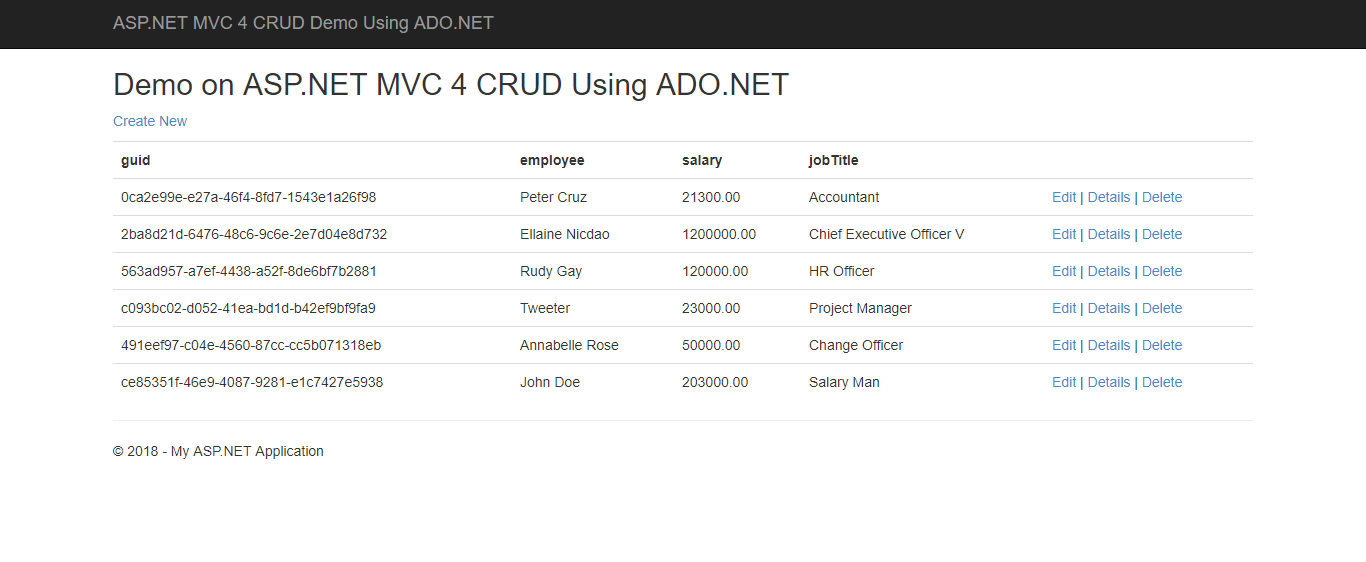 ASP.NET MVC 4 CRUD Demo Using ADO.NET
Demo on ASP.NET MVC 4 CRUD Using ADO.NET
Create New
guid employee salary jobTitle
0ca2e99e-e27a-46f4-8fd7-1543e1a26f98 Peter Cruz 21300.00 Accountant Edit | Details | Delete
2ba8d21d-6476-48c6-9c6e-2e7d04e8d732 Ellaine Nicdao 1200000.00 Chief Executive Officer V Edit | Details | Delete
563ad957-a7ef-4438-a52f-8de6bf7b2881 Rudy Gay 120000.00 HR Officer Edit | Details | Delete
c093bc02-d052-41ea-bd1d-b42ef9bf9fa9 Tweeter 23000.00 Project Manager Edit | Details | Delete
491eef97-c04e-4560-87cc-cc5b071318eb Annabelle Rose 50000.00 Change Officer Edit | Details | Delete
ce85351f-46e9-4087-9281-e1c7427e5938 John Doe 203000.00 Salary Man Edit | Details | Delete
© 2018 - My ASP.NET Application